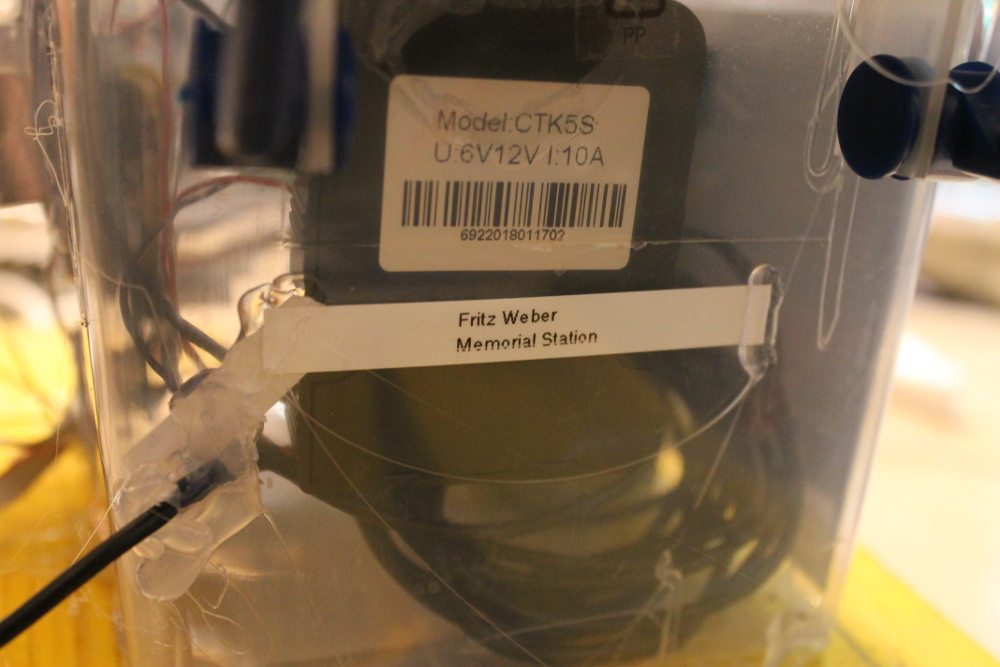 PP
Model:CTK5S
U:6V12V I:10A
6922018011702
Fritz Weber
Memorial Station